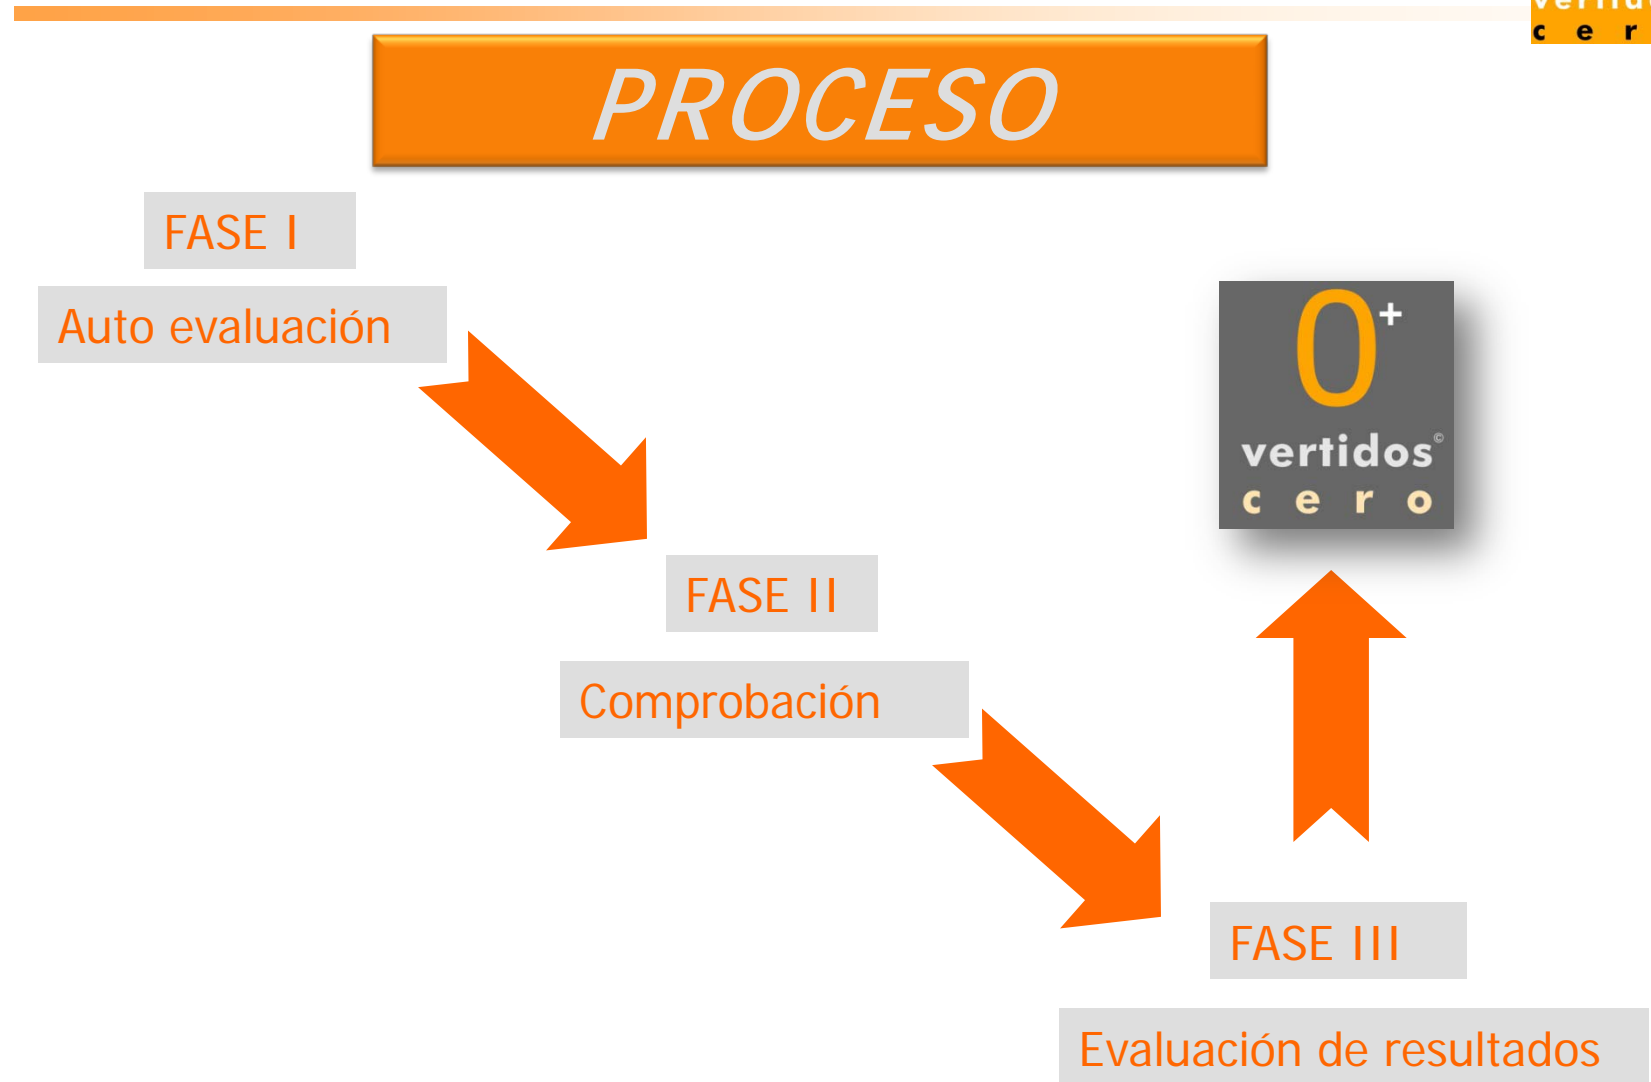 c e r
PROCESO
FASE I
Auto evaluación
0+
vertidos©
c e r o
FASE II
Comprobación
FASE III
Evaluación de resultados